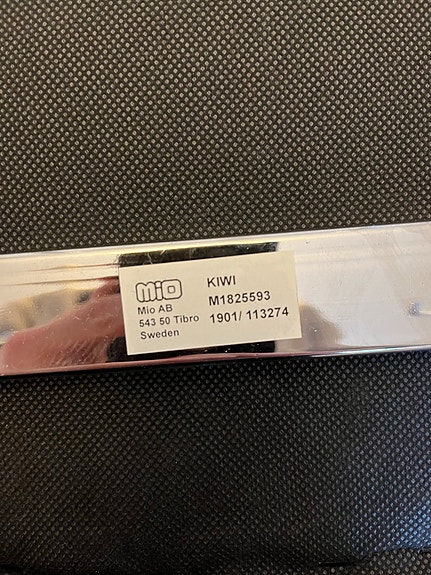 mio
Mio AB
543 50 Tibro
Sweden
KIWI
M1825593
1901/ 113274